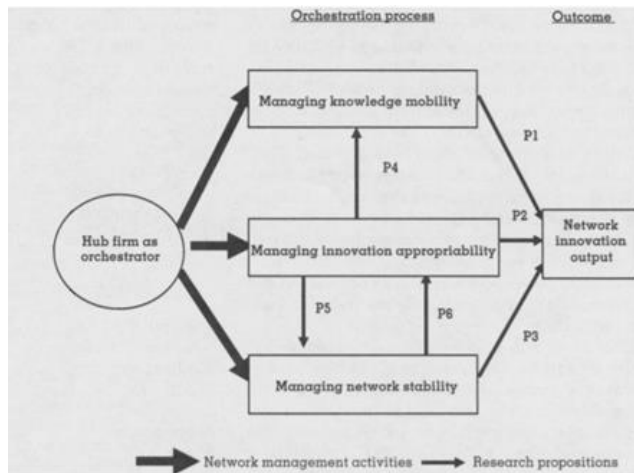 Orchestration process
Outcome
Managing knowledge mobility
P1
P4
Hub firm as
orchestrator
Managing innovation appropriability
P2
Network
innovation
output
P5
P6
P3
Managing network stability
Network management activities
Research propositions